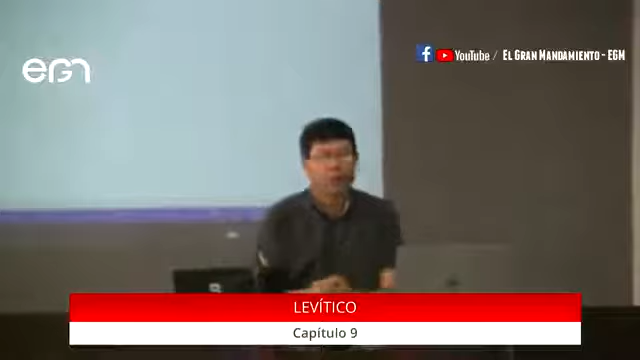 EGM
YouTube / EL GRAN MANDAMIENTO - EGM
LEVÍTICO
Capítulo 9